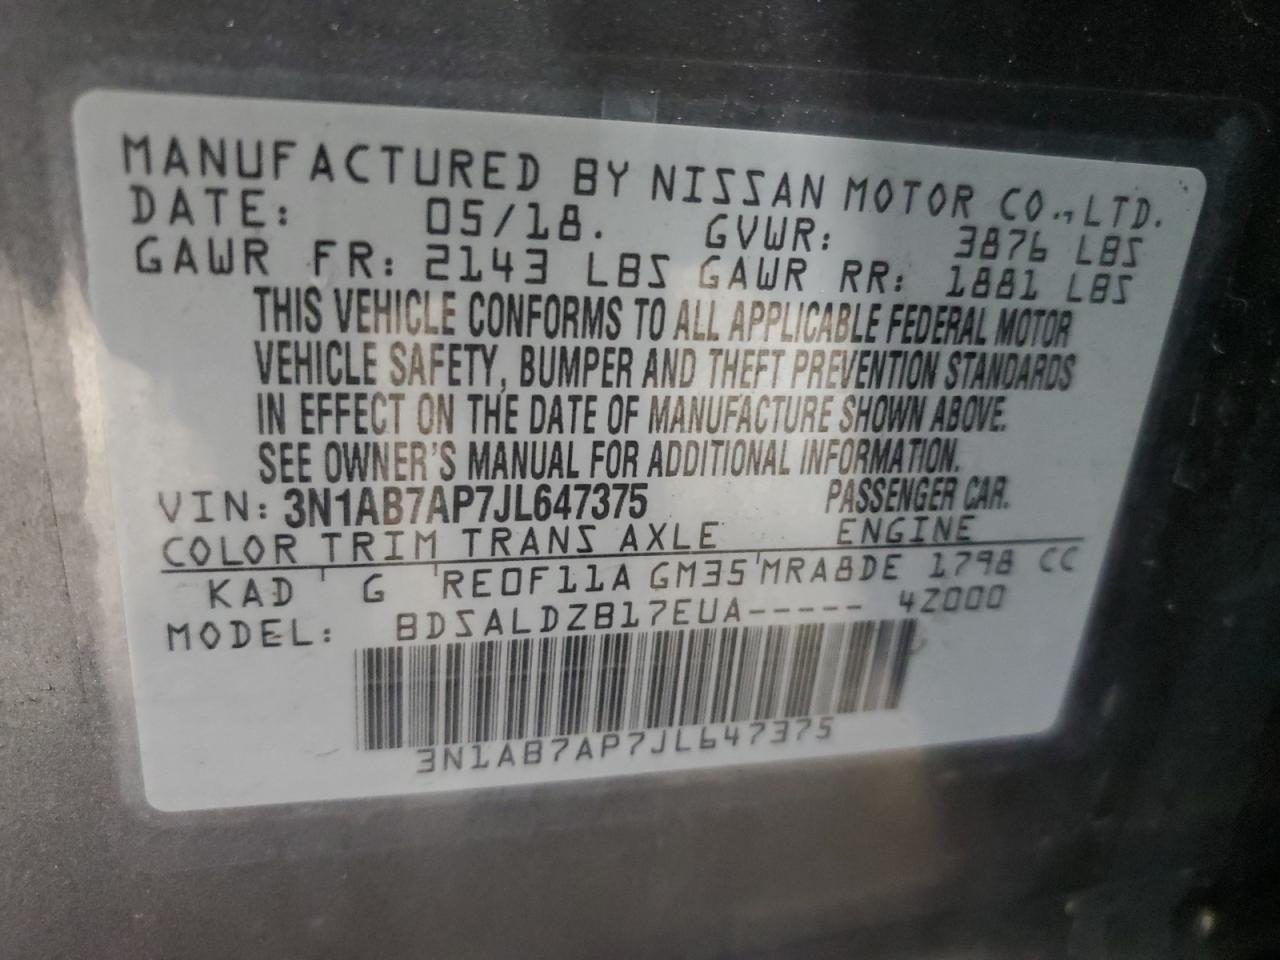 MANUFACTURED BY NISSAN MOTOR CO.,LTD.
DATE: 05/18. GVWR: 3876 LBS
GAWR FR: 2143 LBS GAWR RR: 1881 LBS
THIS VEHICLE CONFORMS TO ALL APPLICABLE FEDERAL MOTOR
VEHICLE SAFETY, BUMPER AND THEFT PREVENTION STANDARDS
IN EFFECT ON THE DATE OF MANUFACTURE SHOWN ABOVE.
SEE OWNER'S MANUAL FOR ADDITIONAL INFORMATION.
VIN: 3N1AB7AP7JL647375 PASSENGER CAR.
COLOR TRIM TRANS AXLE ENGINE
KAD G RE0F11A GM35 MRA8DE 1798 CC
MODEL: BDSALDZB17EUA----- 4Z000
3N1AB7AP7JL647375